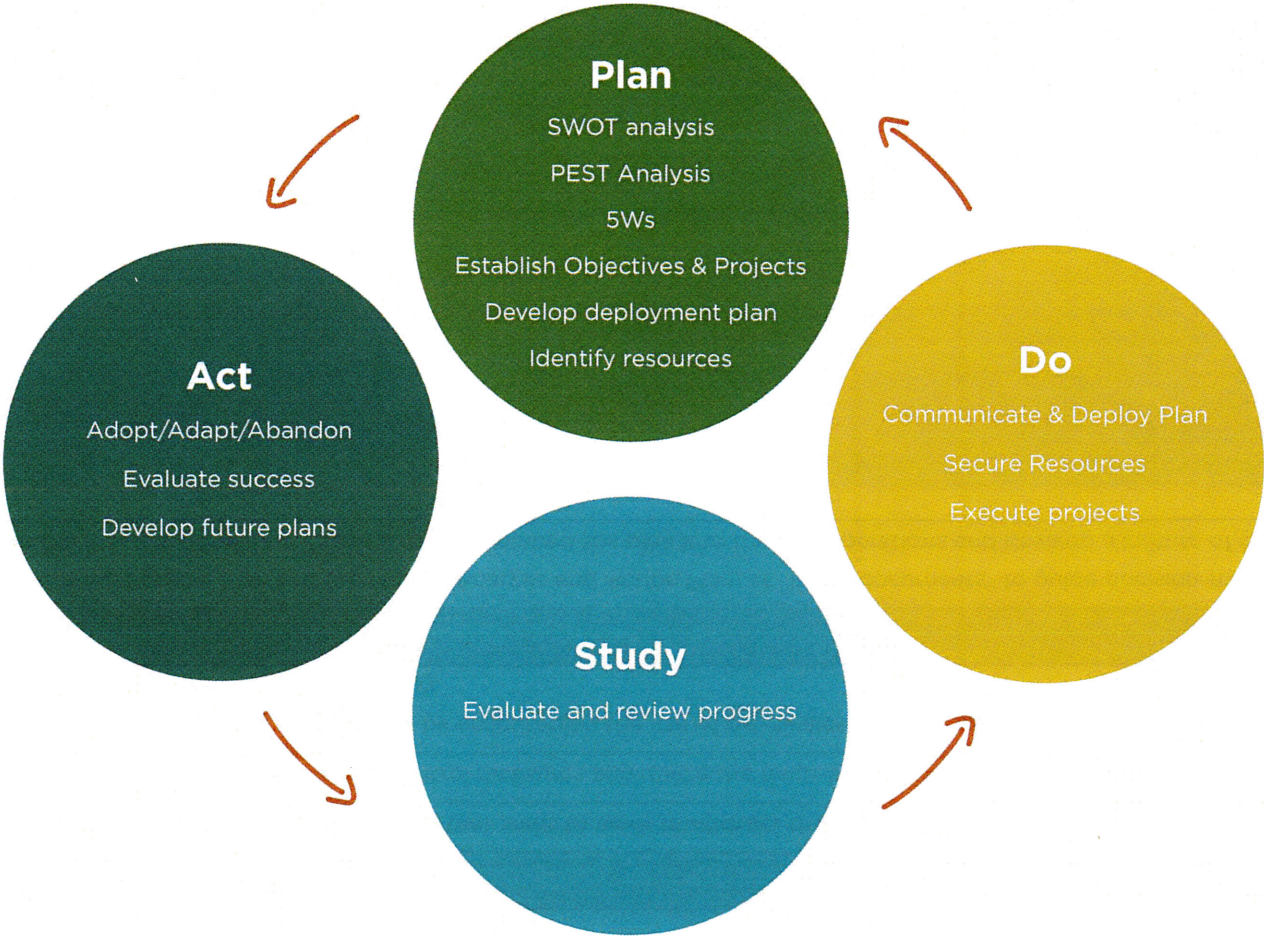 Plan
SWOT analysis
PEST Analysis
5Ws
Establish Objectives & Projects
Develop deployment plan
Identify resources
Act
Adopt/Adapt/Abandon
Evaluate success
Develop future plans
Do
Communicate & Deploy Plan
Secure Resources
Execute projects
Study
Evaluate and review progress